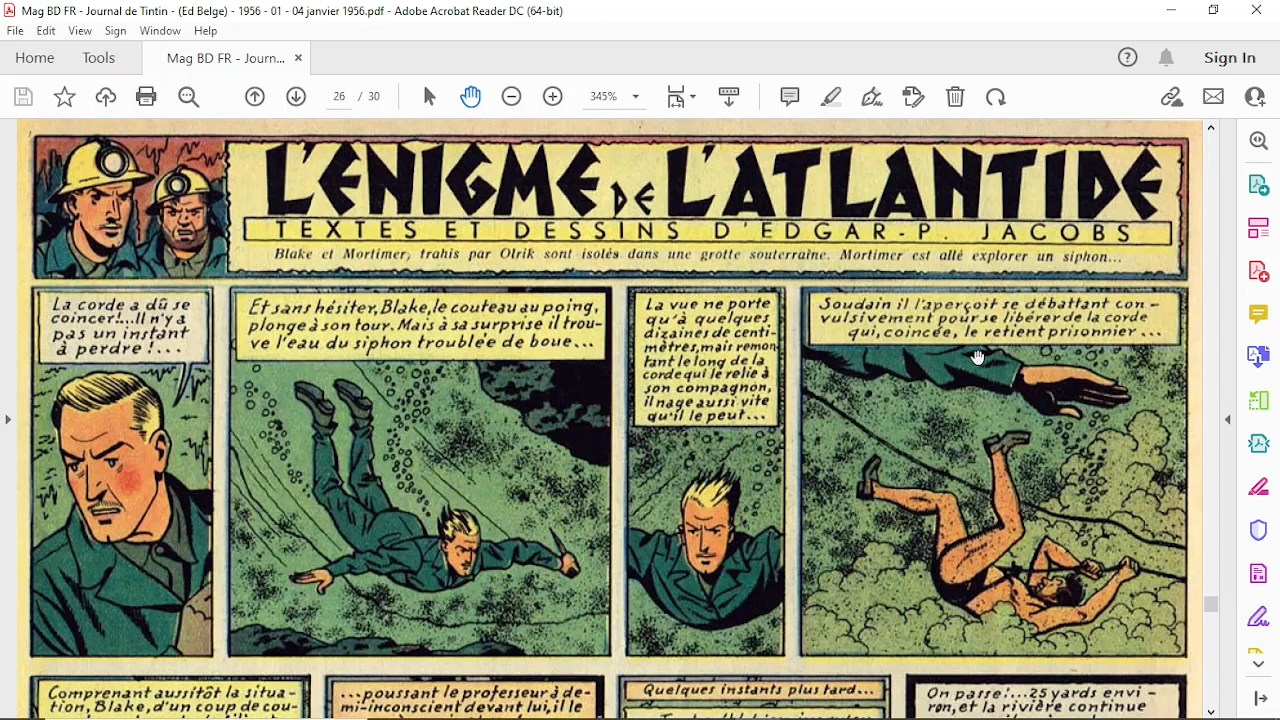 Mag BD FR - Journal de Tintin - (Ed Belge) - 1956 - 01 - 04 janvier 1956.pdf - Adobe Acrobat Reader DC (64-bit)
File Edit View Sign Window Help
Home Tools Mag BD FR - Journ... × Sign In
26 / 30 345%
L'ENIGME DE L'ATLANTIDE
TEXTES ET DESSINS D'EDGAR-P. JACOBS
Blake et Mortimer, trahis par Olrik sont isolés dans une grotte souterraine. Mortimer est allé explorer un siphon...
La corde a dû se
coincer!...Il n'y a
pas un instant
à perdre!...
Et sans hésiter, Blake, le couteau au poing,
plonge à son tour. Mais à sa surprise il trou-
ve l'eau du siphon troublée de boue...
La vue ne porte
qu'à quelques
dizaines de centi-
mètres, mais remon
tant le long de la
corde qui le relie à
son compagnon,
il nage aussi vite
qu'il le peut...
Soudain il l'aperçoit se débattant con-
vulsivement pour se libérer de la corde
qui, coincée, le retient prisonnier...
Comprenant aussitôt la situa-
tion, Blake, d'un coup de cou-
...poussant le professeur à de-
mi-inconscient devant lui, il le
Quelques instants plus tard...
On passe!...25 yards envi-
ron, et la rivière continue